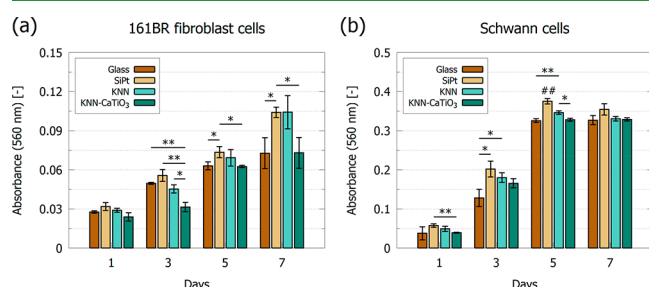 (a)
161BR fibroblast cells
Absorbance (560 nm) [-]
0.15
0.12
0.09
0.06
0.03
0
Glass
SiPt
KNN
KNN-CaTiO₃
** ** * * * * *
1 3 5 7
Days
(b)
Schwann cells
Absorbance (560 nm) [-]
0.5
0.4
0.3
0.2
0.1
0
Glass
SiPt
KNN
KNN-CaTiO₃
** * * ** ## *
1 3 5 7
Days